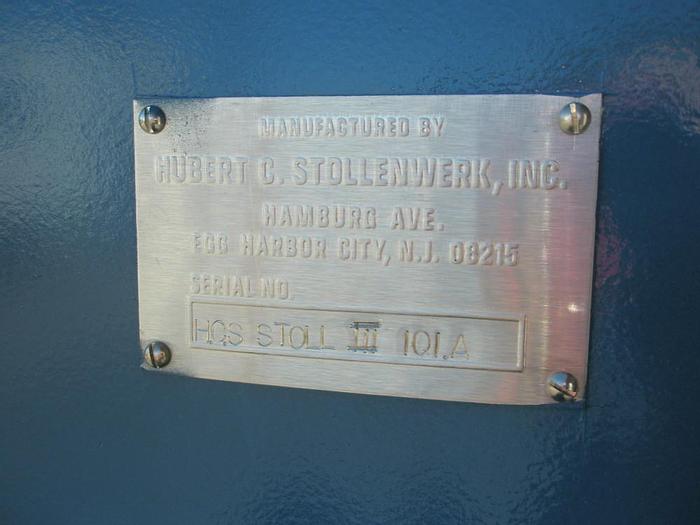 MANUFACTURED BY
HUBERT C. STOLLENWERK, INC.
HAMBURG AVE.
EGG HARBOR CITY, N.J. 08215
SERIAL NO.
HCS STOLL III 101.A